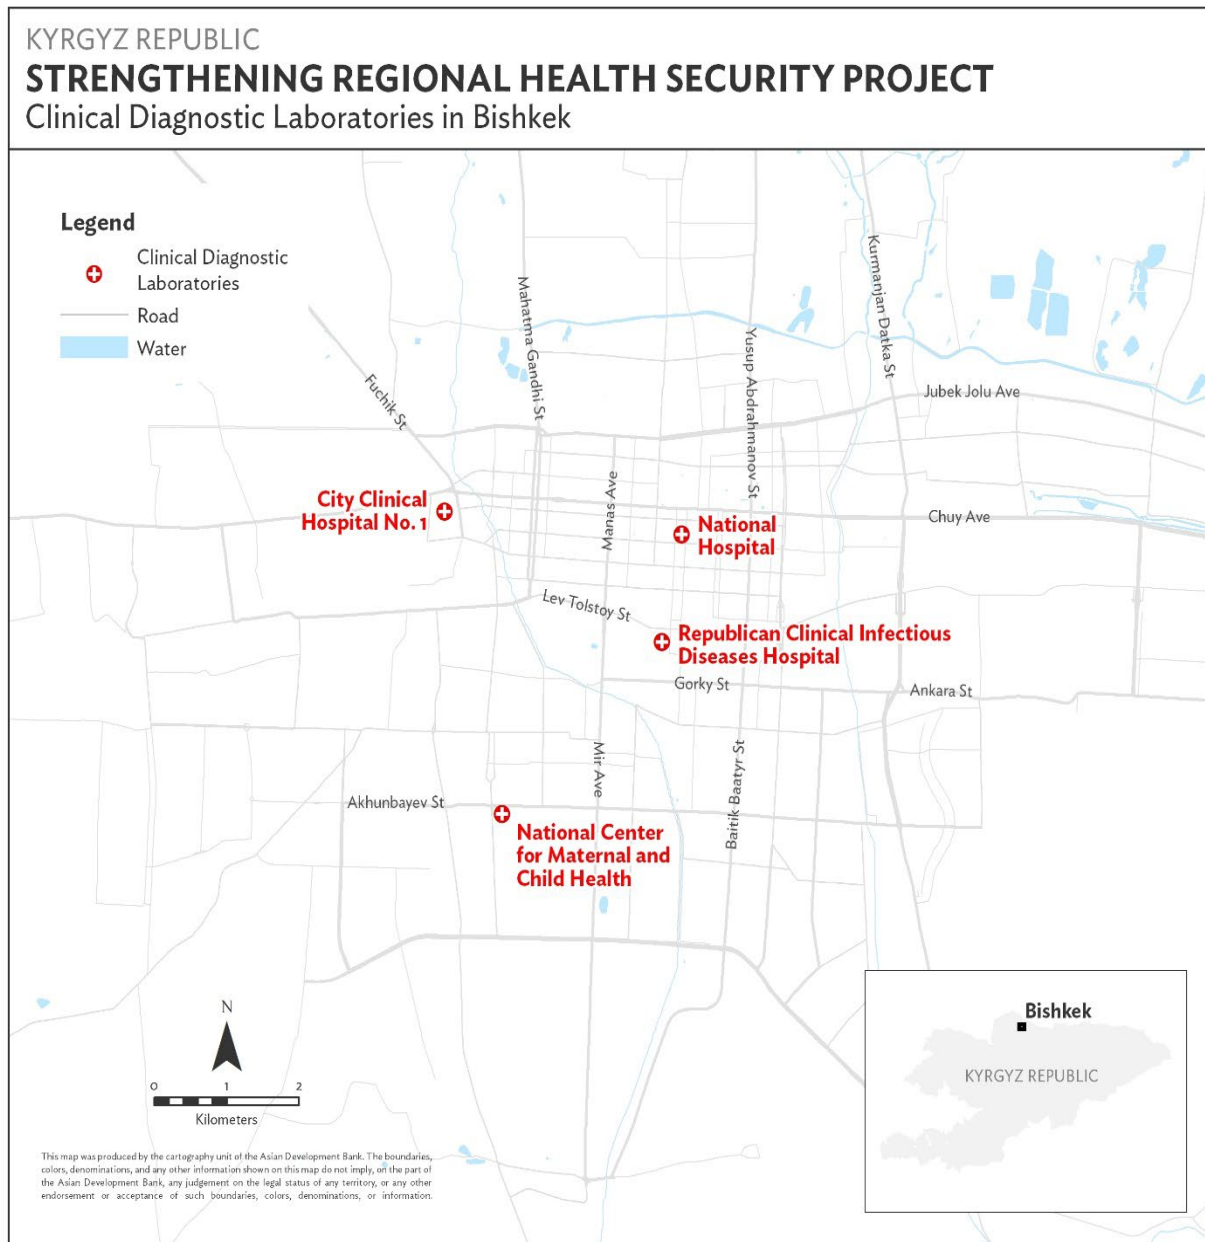 KYRGYZ REPUBLIC
STRENGTHENING REGIONAL HEALTH SECURITY PROJECT
Clinical Diagnostic Laboratories in Bishkek
Legend
Clinical Diagnostic
Laboratories
Road
Water
Mahatma Gandhi St
Kurmanjan Datka St
Yusup Abdrahmanov St
Fuchik St
Jubek Jolu Ave
Manas Ave
City Clinical
Hospital No. 1
National
Hospital
Chuy Ave
Lev Tolstoy St
Republican Clinical Infectious
Diseases Hospital
Gorky St
Ankara St
Mir Ave
Baitik Baatyr St
Akhunbayev St
National Center
for Maternal and
Child Health
N
0 1 2
Kilometers
Bishkek
KYRGYZ REPUBLIC
This map was produced by the cartography unit of the Asian Development Bank. The boundaries,
colors, denominations, and any other information shown on this map do not imply, on the part of
the Asian Development Bank, any judgement on the legal status of any territory, or any other
endorsement or acceptance of such boundaries, colors, denominations, or information.